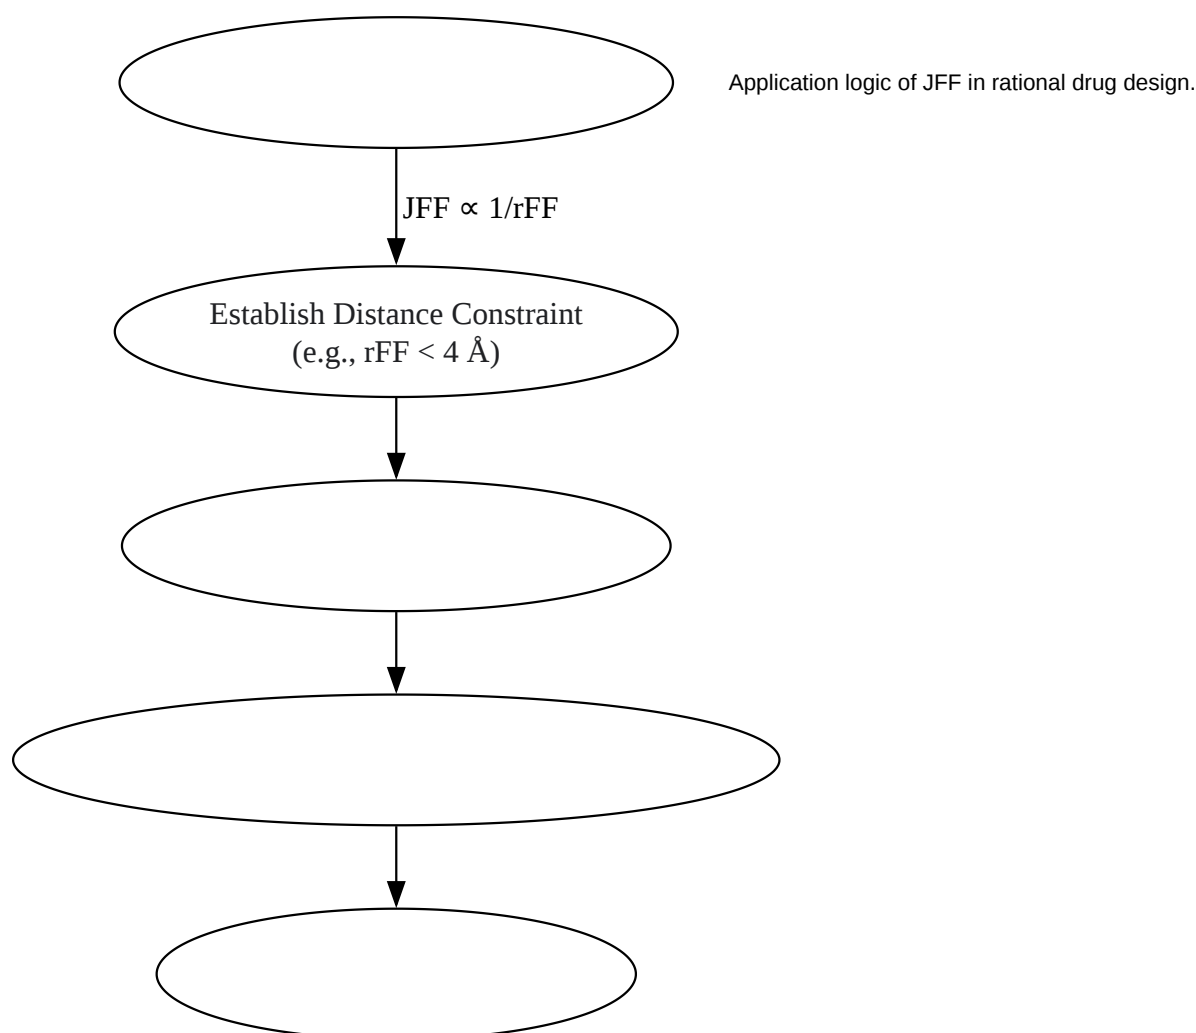 Application logic of JFF in rational drug design.
JFF ∝ 1/rFF
Establish Distance Constraint
(e.g., rFF < 4 Å)